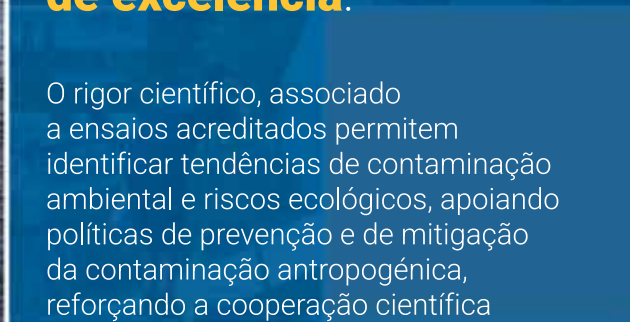 de excelência.
O rigor científico, associado
a ensaios acreditados permitem
identificar tendências de contaminação
ambiental e riscos ecológicos, apoiando
políticas de prevenção e de mitigação
da contaminação antropogénica,
reforçando a cooperação científica